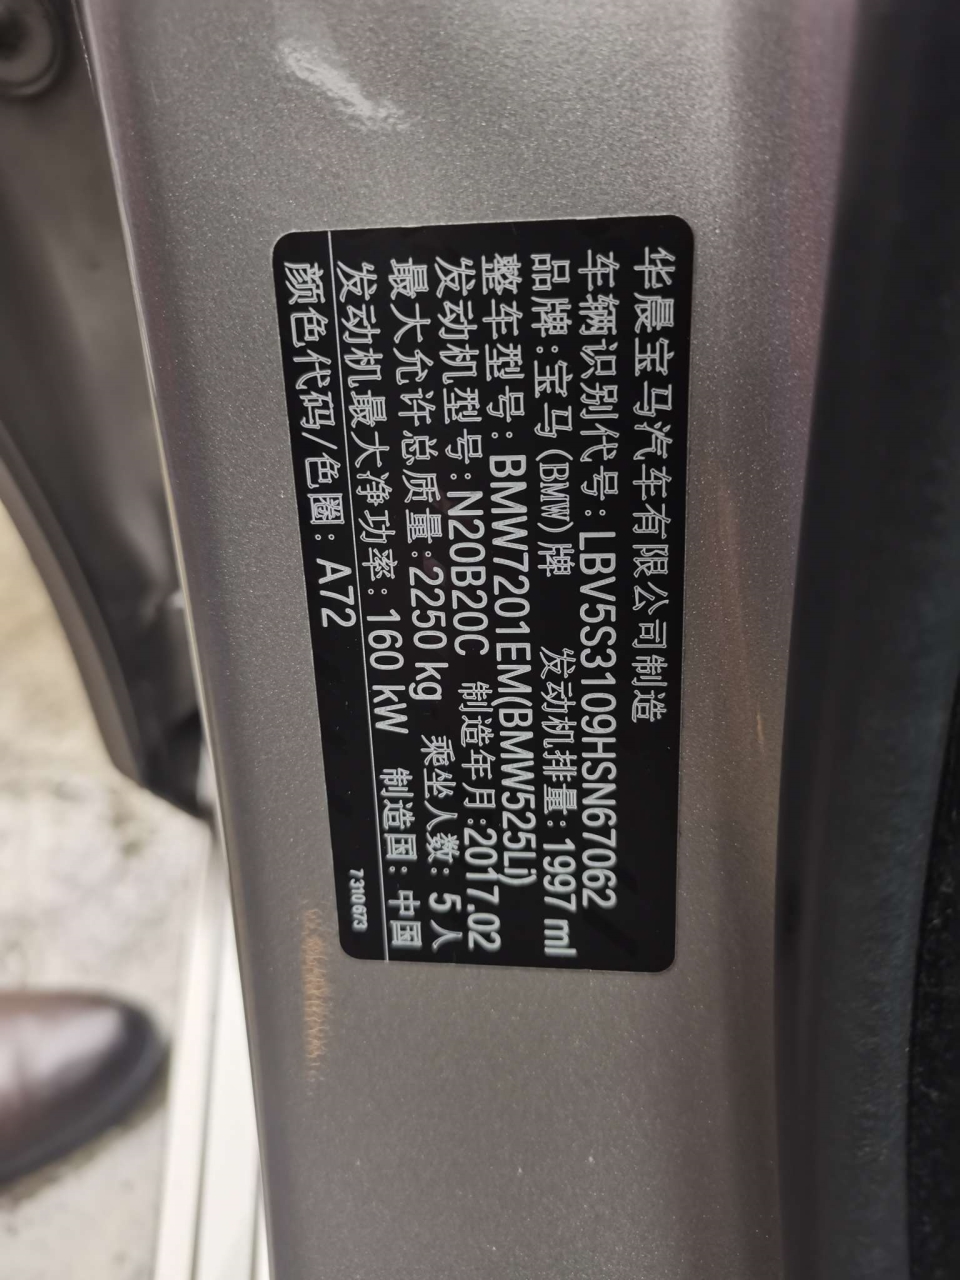 华晨宝马汽车有限公司制造
车辆识别代号：LBV5S3109HSN67062
品牌：宝马(BMW)牌 发动机排量：1997 ml
整车型号：BMW7201EM(BMW525Li)
发动机型号：N20B20C 制造年月：2017.02
最大允许总质量：2250 kg 乘坐人数：5人
发动机最大净功率：160 kW 制造国：中国
颜色代码/色圈：A72
7 310 673